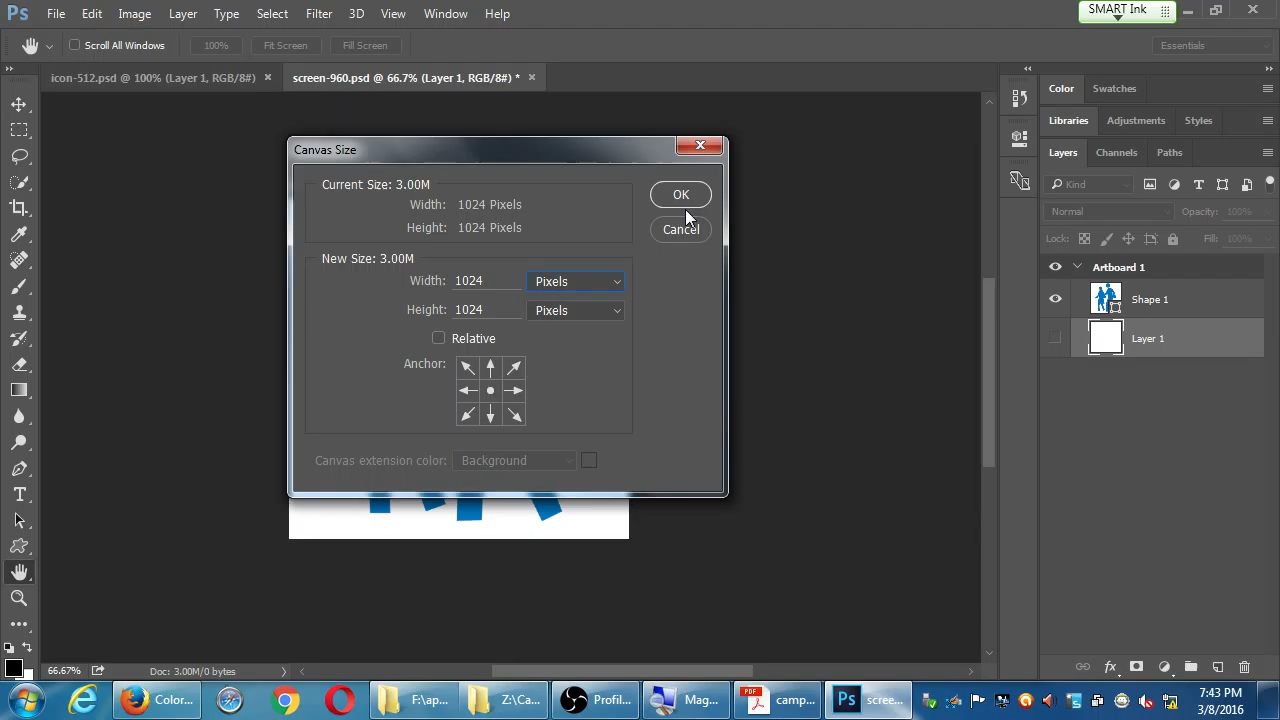 Ps File Edit Image Layer Type Select Filter 3D View Window Help
SMART Ink
Scroll All Windows 100% Fit Screen Fill Screen Essentials
icon-512.psd @ 100% (Layer 1, RGB/8#) × screen-960.psd @ 66.7% (Layer 1, RGB/8#) * ×
Color Swatches
Libraries Adjustments Styles
Layers Channels Paths
Kind
Normal Opacity: 100%
Lock: Fill: 100%
Artboard 1
Shape 1
Layer 1
Canvas Size
Current Size: 3.00M
Width: 1024 Pixels
Height: 1024 Pixels
OK
Cancel
New Size: 3.00M
Width: 1024 Pixels
Height: 1024 Pixels
Relative
Anchor:
Canvas extension color: Background
66.67% Doc: 3.00M/0 bytes
Color... F:\ap... Z:\Ca... Profil... Mag... PDF camp... Ps scree...
7:43 PM
3/8/2016